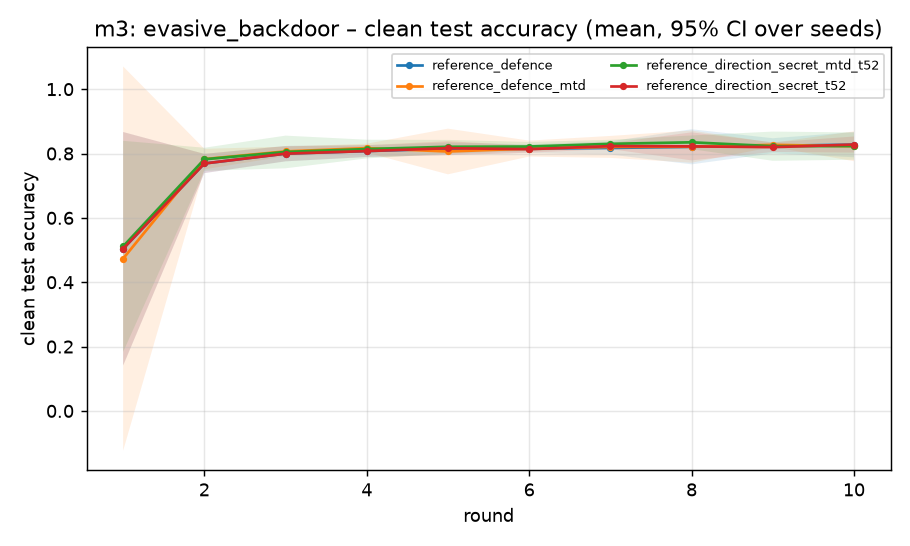 m3: evasive_backdoor – clean test accuracy (mean, 95% CI over seeds)
reference_defence
reference_defence_mtd
reference_direction_secret_mtd_t52
reference_direction_secret_t52
clean test accuracy
1.0
0.8
0.6
0.4
0.2
0.0
2 4 6 8 10
round